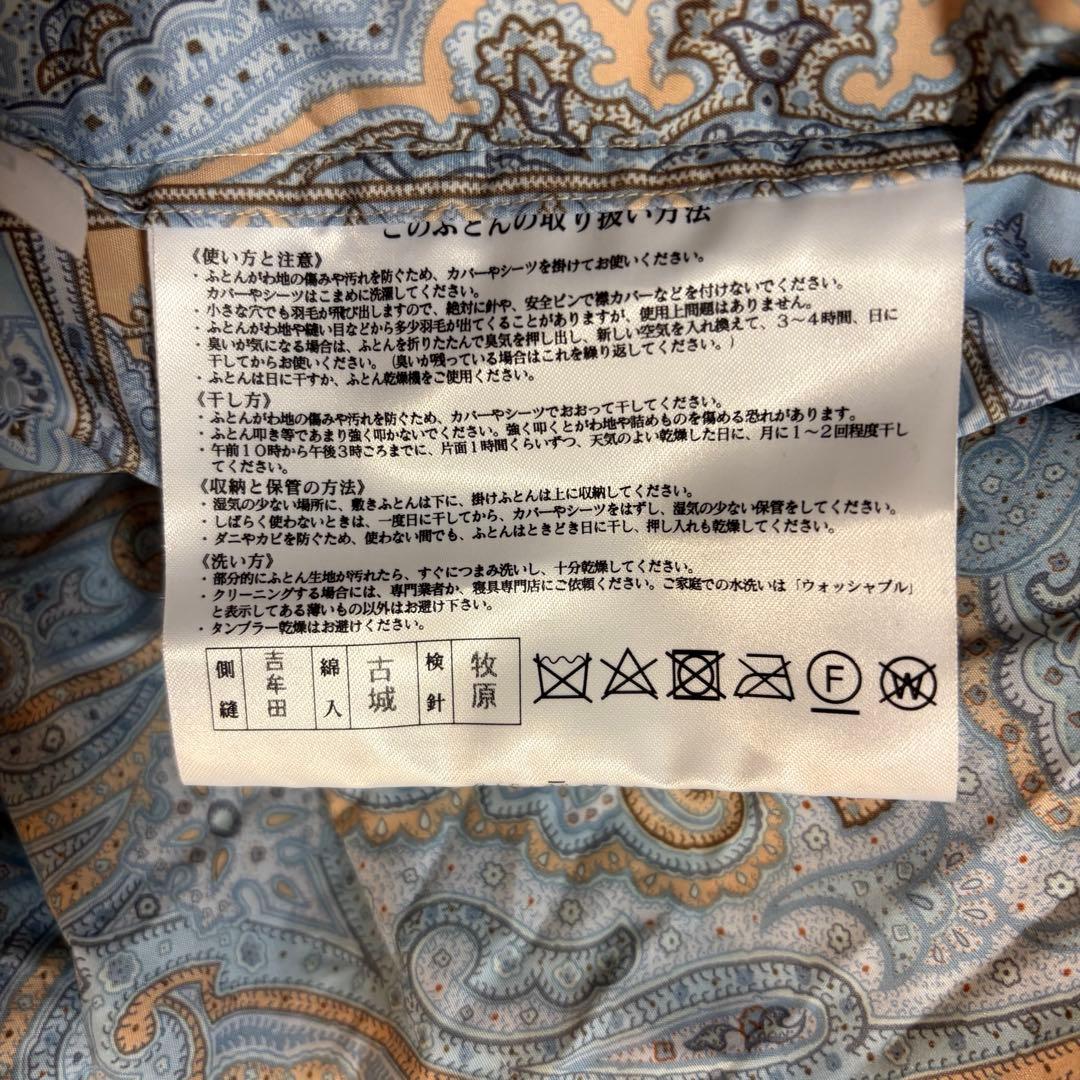 このふとんの取り扱い方法
《使い方と注意》
・ふとんがわ地の傷みや汚れを防ぐため、カバーやシーツを掛けてお使いください。
カバーやシーツはこまめに洗濯してください。
・小さな穴でも羽毛が飛び出しますので、絶対に針や、安全ピンで襟カバーなどを付けないでください。
・ふとんがわ地や縫い目などから多少羽毛が出てくることがありますが、使用上問題はありません。
・臭いが気になる場合は、ふとんを折りたたんで臭気を押し出し、新しい空気を入れ換えて、3～4時間、日に
干してからお使いください。（臭いが残っている場合はこれを繰り返してください。）
・ふとんは日に干すか、ふとん乾燥機をご使用ください。
《干し方》
・ふとんがわ地の傷みや汚れを防ぐため、カバーやシーツでおおって干してください。
・ふとん叩き等であまり強く叩かないでください。強く叩くとがわ地や詰めものを傷める恐れがあります。
・午前10時から午後3時ごろまでに、片面1時間くらいずつ、天気のよい乾燥した日に、月に1～2回程度干し
てください。
《収納と保管の方法》
・湿気の少ない場所に、敷きふとんは下に、掛けふとんは上に収納してください。
・しばらく使わないときは、一度日に干してから、カバーやシーツをはずし、湿気の少ない保管をしてください。
・ダニやカビを防ぐため、使わない間でも、ふとんはときどき日に干し、押し入れも乾燥してください。
《洗い方》
・部分的にふとん生地が汚れたら、すぐにつまみ洗いし、十分乾燥してください。
・クリーニングする場合には、専門業者か、寝具専門店にご依頼ください。ご家庭での水洗いは「ウォッシャブル」
と表示してある薄いもの以外はお避け下さい。
・タンブラー乾燥はお避けください。
側縫 吉牟田 綿入 古城 検針 牧原
F W